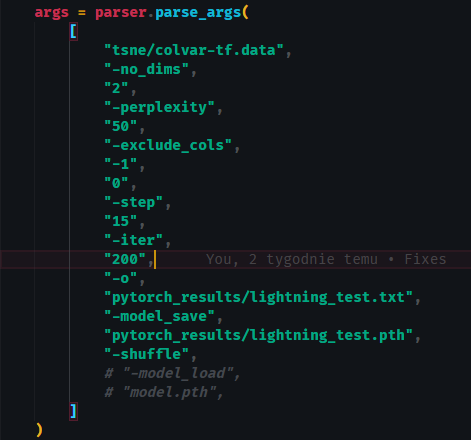 args = parser.parse_args(
[
"tsne/colvar-tf.data",
"-no_dims",
"2",
"-perplexity",
"50",
"-exclude_cols",
"-1",
"0",
"-step",
"15",
"-iter",
"200", You, 2 tygodnie temu • Fixes
"-o",
"pytorch_results/lightning_test.txt",
"-model_save",
"pytorch_results/lightning_test.pth",
"-shuffle",
# "-model_load",
# "model.pth",
]
)